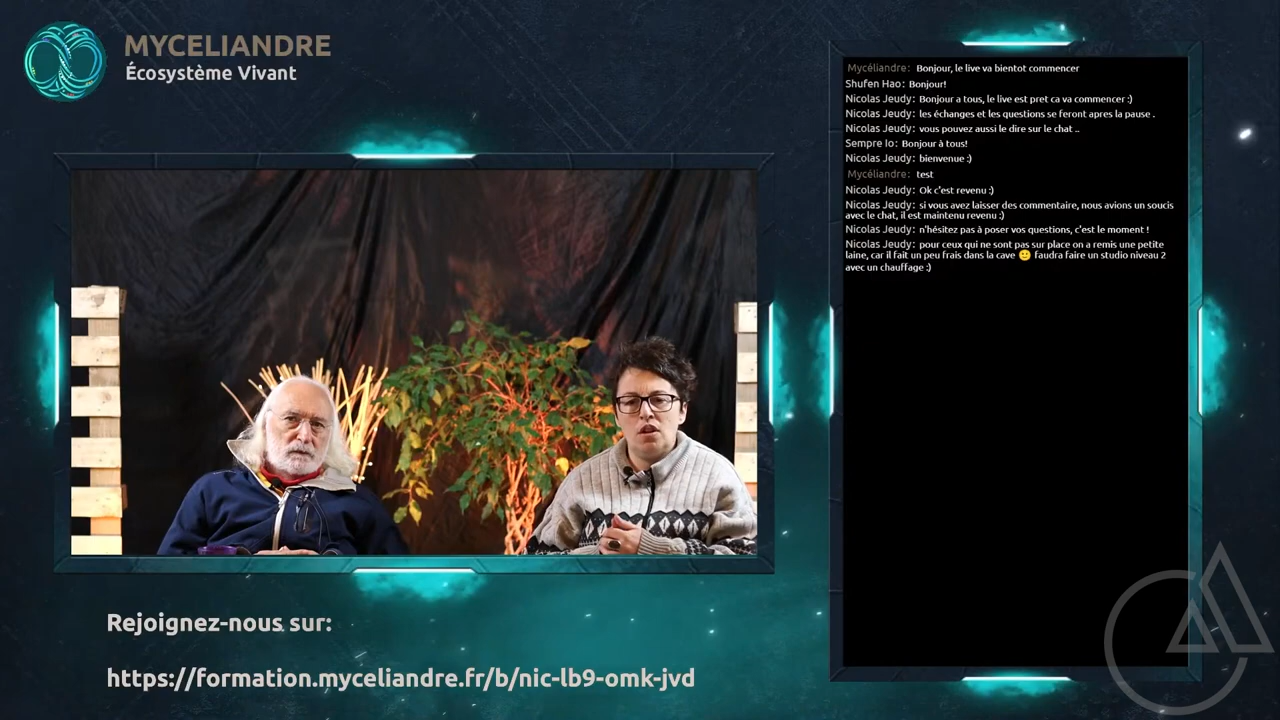 MYCELIANDRE
Écosystème Vivant
Mycéliandre: Bonjour, le live va bientot commencer
Shufen Hao: Bonjour!
Nicolas Jeudy: Bonjour a tous, le live est pret ca va commencer :)
Nicolas Jeudy: les échanges et les questions se feront apres la pause .
Nicolas Jeudy: vous pouvez aussi le dire sur le chat ..
Sempre Io: Bonjour à tous!
Nicolas Jeudy: bienvenue :)
Mycéliandre: test
Nicolas Jeudy: Ok c'est revenu :)
Nicolas Jeudy: si vous avez laisser des commentaire, nous avions un soucis
avec le chat, il est maintenu revenu :)
Nicolas Jeudy: n'hésitez pas à poser vos questions, c'est le moment !
Nicolas Jeudy: pour ceux qui ne sont pas sur place on a remis une petite
laine, car il fait un peu frais dans la cave 🙂 faudra faire un studio niveau 2
avec un chauffage :)
Rejoignez-nous sur:
https://formation.myceliandre.fr/b/nic-lb9-omk-jvd